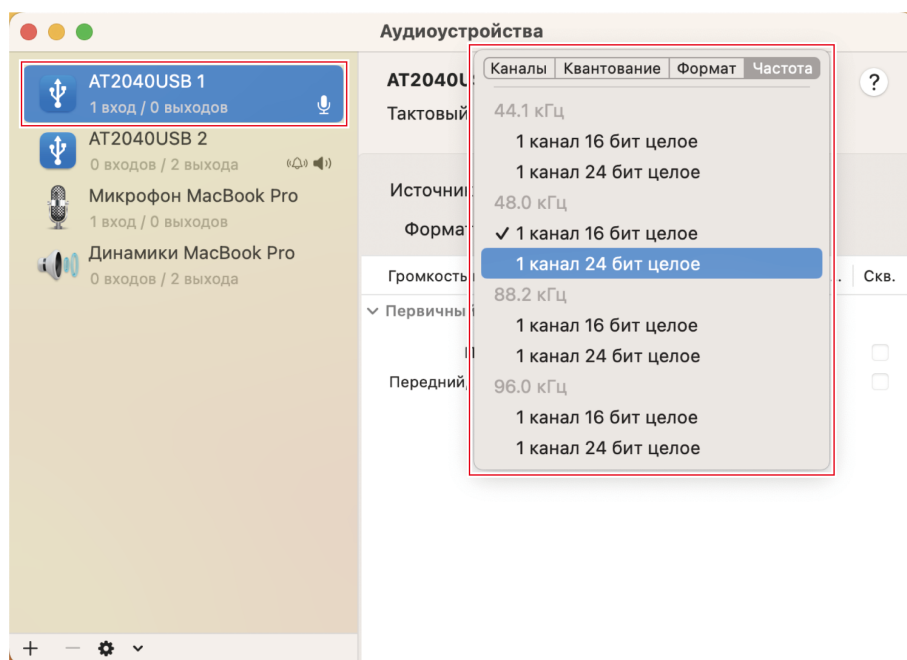 Аудиоустройства
AT2040USB 1
1 вход / 0 выходов
AT2040USB 2
0 входов / 2 выхода
Микрофон MacBook Pro
1 вход / 0 выходов
Динамики MacBook Pro
0 входов / 2 выхода
AT2040U
?
Тактовый
Источни
Форма
Громкость
Скв.
Первичный
Передний,
Каналы Квантование Формат Частота
44.1 кГц
1 канал 16 бит целое
1 канал 24 бит целое
48.0 кГц
✓ 1 канал 16 бит целое
1 канал 24 бит целое
88.2 кГц
1 канал 16 бит целое
1 канал 24 бит целое
96.0 кГц
1 канал 16 бит целое
1 канал 24 бит целое